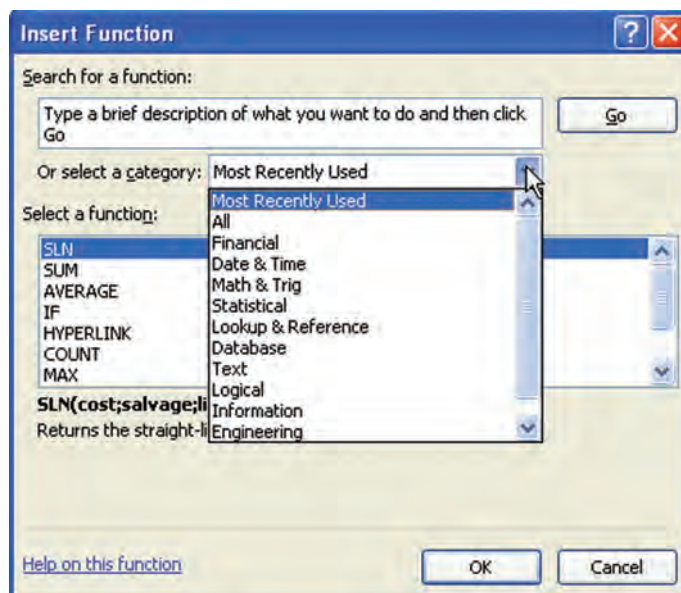 Insert Function
Search for a function:
Type a brief description of what you want to do and then click
Go
Go
Or select a category: Most Recently Used
Most Recently Used
All
Financial
Date & Time
Math & Trig
Statistical
Lookup & Reference
Database
Text
Logical
Information
Engineering
Select a function:
SLN
SUM
AVERAGE
IF
HYPERLINK
COUNT
MAX
SLN(cost;salvage;li
Returns the straight-li
Help on this function
OK
Cancel